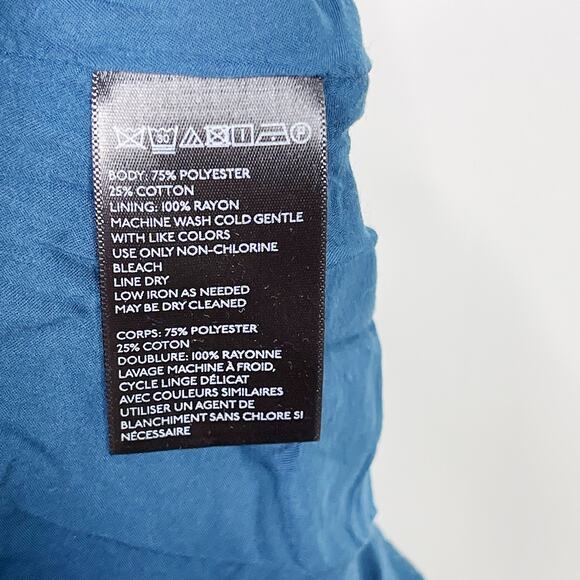 30
P
BODY: 75% POLYESTER
25% COTTON
LINING: 100% RAYON
MACHINE WASH COLD GENTLE
WITH LIKE COLORS
USE ONLY NON-CHLORINE
BLEACH
LINE DRY
LOW IRON AS NEEDED
MAY BE DRY CLEANED
CORPS: 75% POLYESTER
25% COTON
DOUBLURE: 100% RAYONNE
LAVAGE MACHINE À FROID,
CYCLE LINGE DÉLICAT
AVEC COULEURS SIMILAIRES
UTILISER UN AGENT DE
BLANCHIMENT SANS CHLORE SI
NÉCESSAIRE